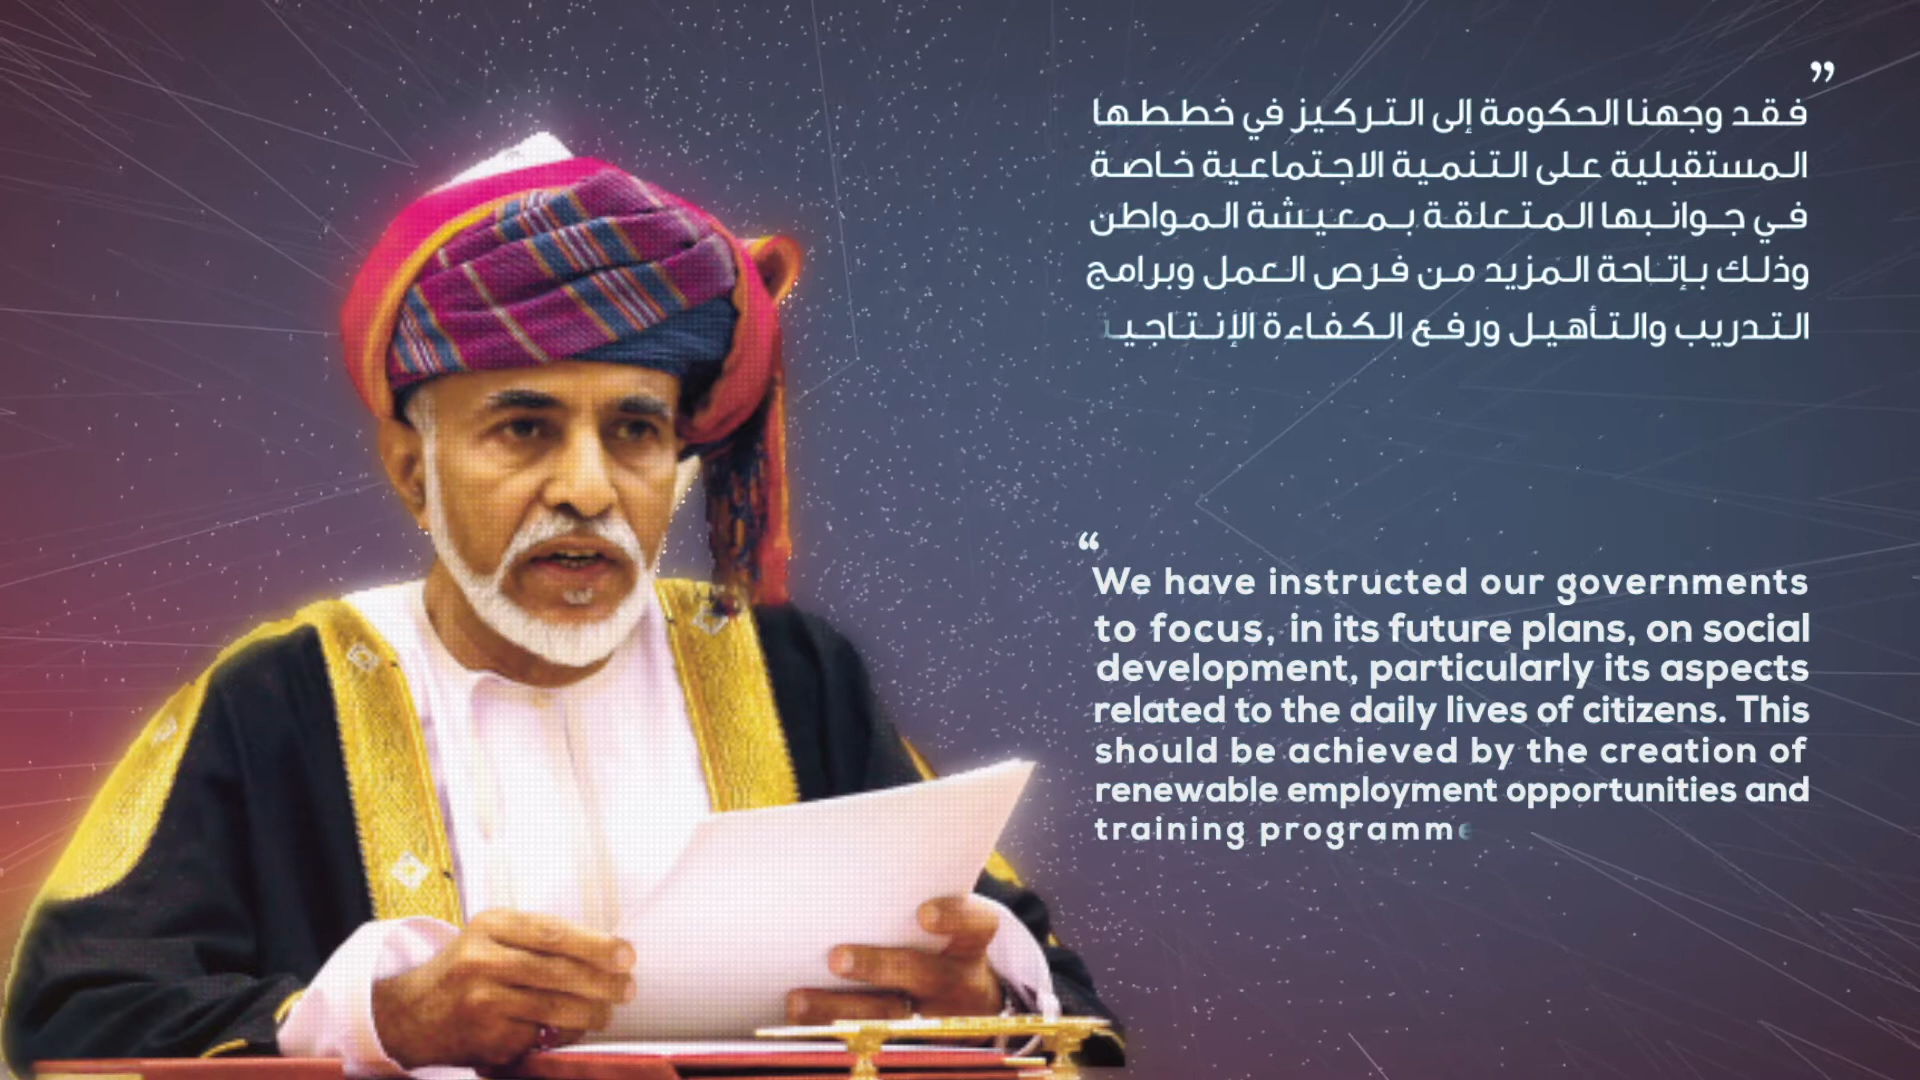 ”
فقد وجهنا الحكومة إلى التركيز في خططها
المستقبلية على التنمية الاجتماعية خاصة
في جوانبها المتعلقة بمعيشة المواطن
وذلك بإتاحة المزيد من فرص العمل وبرامج
التدريب والتأهيل ورفع الكفاءة الإنتاجيـ
“
We have instructed our governments
to focus, in its future plans, on social
development, particularly its aspects
related to the daily lives of citizens. This
should be achieved by the creation of
renewable employment opportunities and
training programme